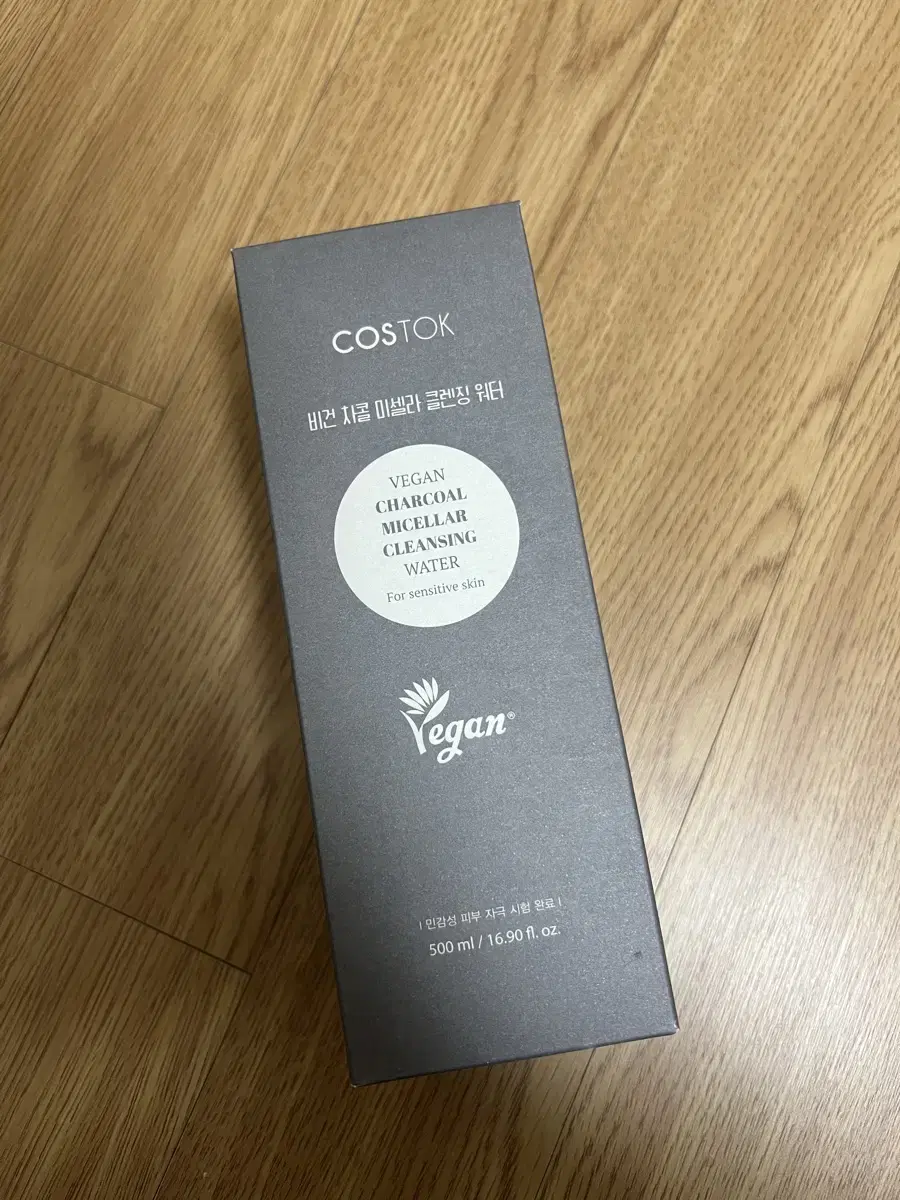 COSTOK
비건 차콜 미셀라 클렌징 워터
VEGAN
CHARCOAL
MICELLAR
CLEANSING
WATER
For sensitive skin
Vegan®
| 민감성 피부 자극 시험 완료 |
500 ml / 16.90 fl. oz.